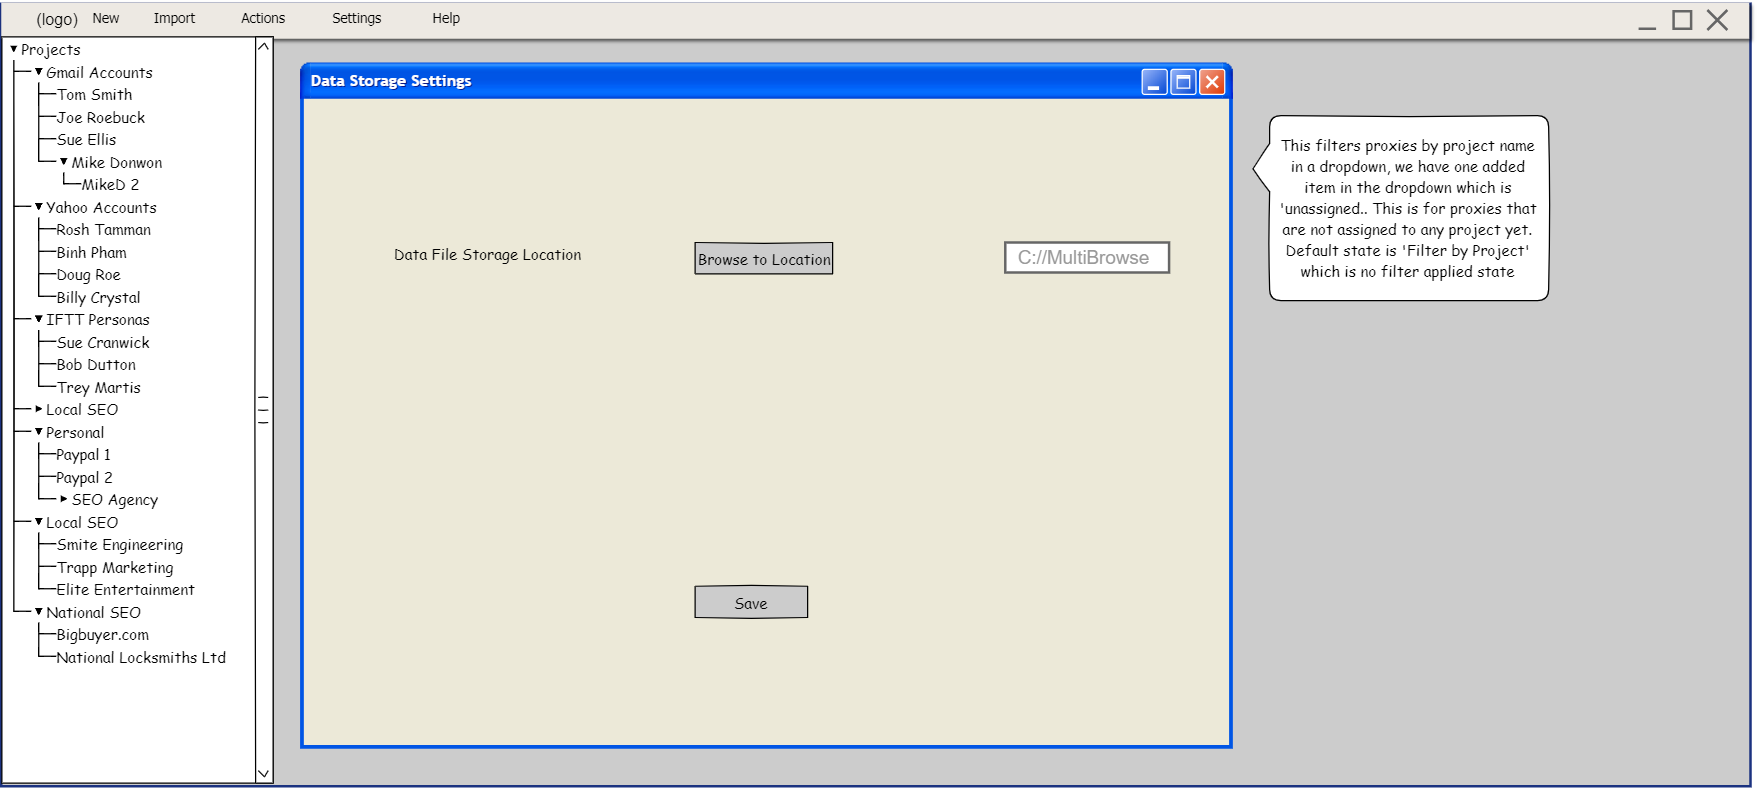 (logo) New Import Actions Settings Help
Projects
Gmail Accounts
Tom Smith
Joe Roebuck
Sue Ellis
Mike Donwon
MikeD 2
Yahoo Accounts
Rosh Tamman
Binh Pham
Doug Roe
Billy Crystal
IFTT Personas
Sue Cranwick
Bob Dutton
Trey Martis
Local SEO
Personal
Paypal 1
Paypal 2
SEO Agency
Local SEO
Smite Engineering
Trapp Marketing
Elite Entertainment
National SEO
Bigbuyer.com
National Locksmiths Ltd
Data Storage Settings
Data File Storage Location
Browse to Location
C://MultiBrowse
Save
This filters proxies by project name
in a dropdown, we have one added
item in the dropdown which is
'unassigned.. This is for proxies that
are not assigned to any project yet.
Default state is 'Filter by Project'
which is no filter applied state